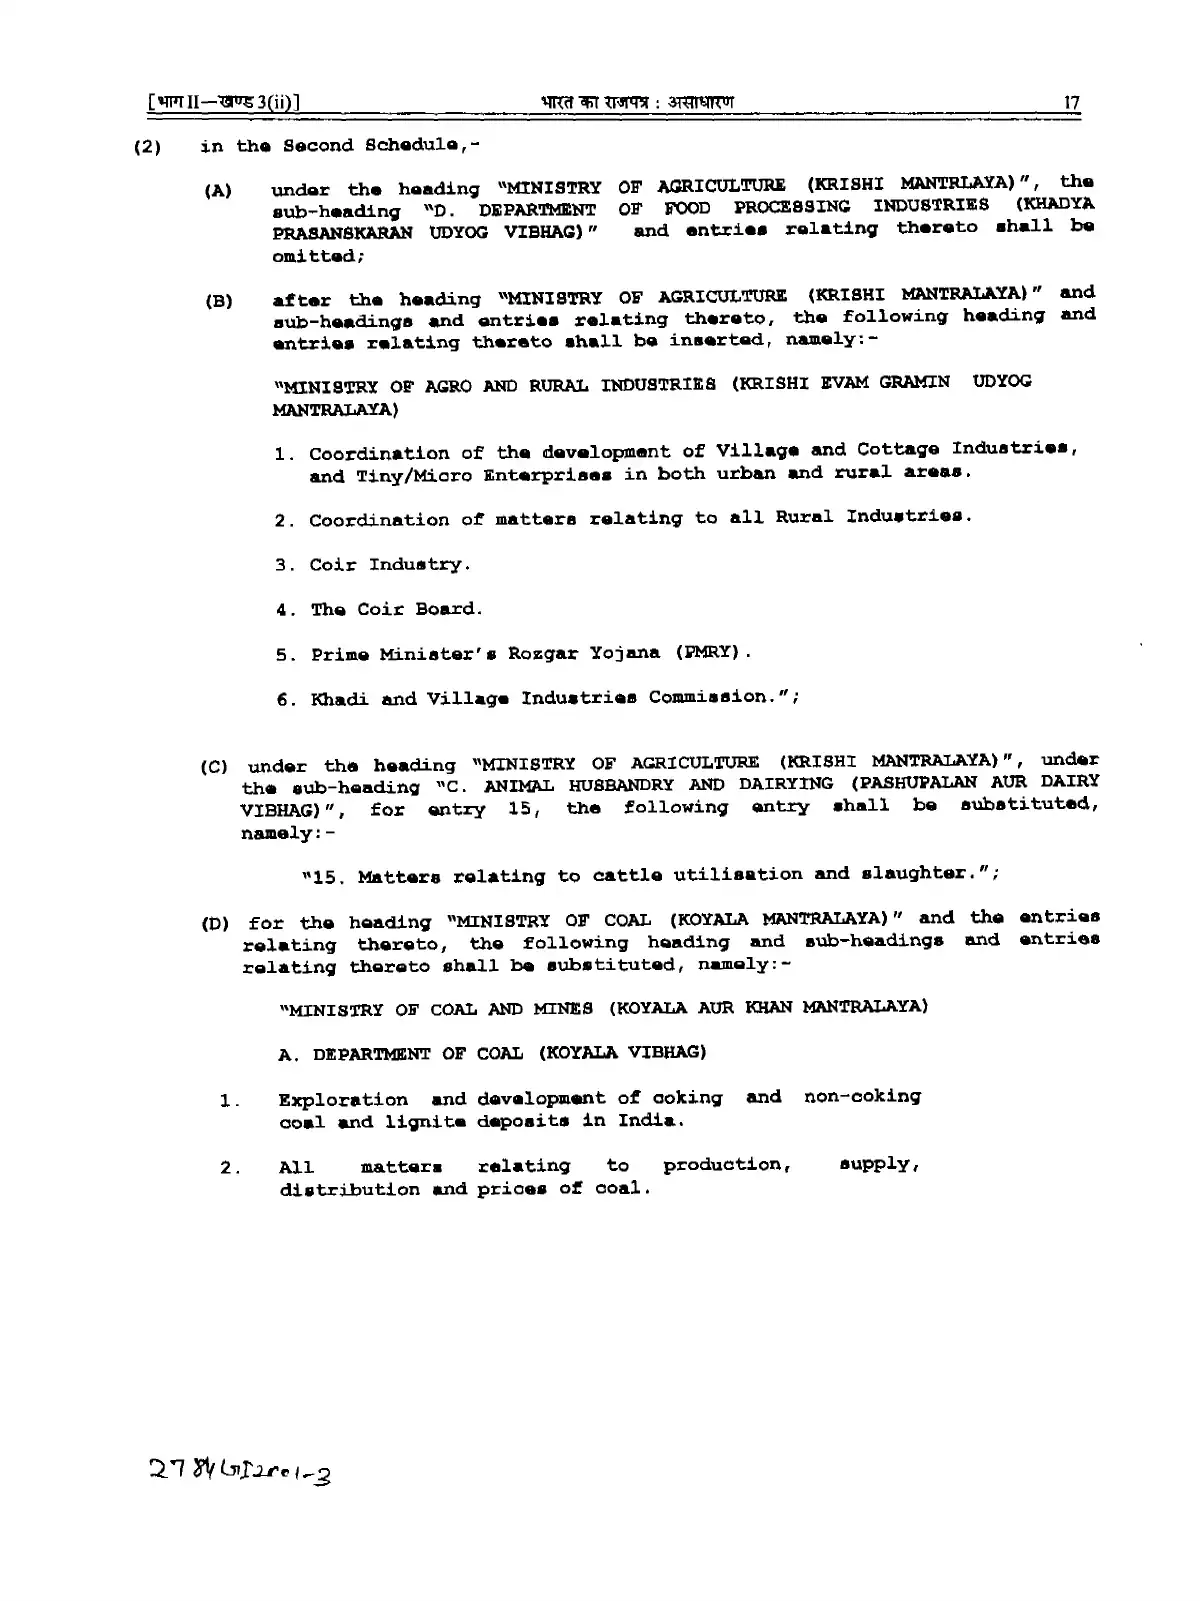 [भाग II—खण्ड 3(ii)] भारत का राजपत्र : असाधारण 17
(2) in the Second Schedule,-
(A) under the heading "MINISTRY OF AGRICULTURE (KRISHI MANTRLAYA)", the
sub-heading "D. DEPARTMENT OF FOOD PROCESSING INDUSTRIES (KHADYA
PRASANSKARAN UDYOG VIBHAG)" and entries relating thereto shall be
omitted;
(B) after the heading "MINISTRY OF AGRICULTURE (KRISHI MANTRALAYA)" and
sub-headings and entries relating thereto, the following heading and
entries relating thereto shall be inserted, namely:-
"MINISTRY OF AGRO AND RURAL INDUSTRIES (KRISHI EVAM GRAMIN UDYOG
MANTRALAYA)
1. Coordination of the development of Village and Cottage Industries,
and Tiny/Micro Enterprises in both urban and rural areas.
2. Coordination of matters relating to all Rural Industries.
3. Coir Industry.
4. The Coir Board.
5. Prime Minister's Rozgar Yojana (PMRY).
6. Khadi and Village Industries Commission.";
(C) under the heading "MINISTRY OF AGRICULTURE (KRISHI MANTRALAYA)", under
the sub-heading "C. ANIMAL HUSBANDRY AND DAIRYING (PASHUPALAN AUR DAIRY
VIBHAG)", for entry 15, the following entry shall be substituted,
namely:-
"15. Matters relating to cattle utilisation and slaughter.";
(D) for the heading "MINISTRY OF COAL (KOYALA MANTRALAYA)" and the entries
relating thereto, the following heading and sub-headings and entries
relating thereto shall be substituted, namely:-
"MINISTRY OF COAL AND MINES (KOYALA AUR KHAN MANTRALAYA)
A. DEPARTMENT OF COAL (KOYALA VIBHAG)
1. Exploration and development of coking and non-coking
coal and lignite deposits in India.
2. All matters relating to production, supply,
distribution and prices of coal.